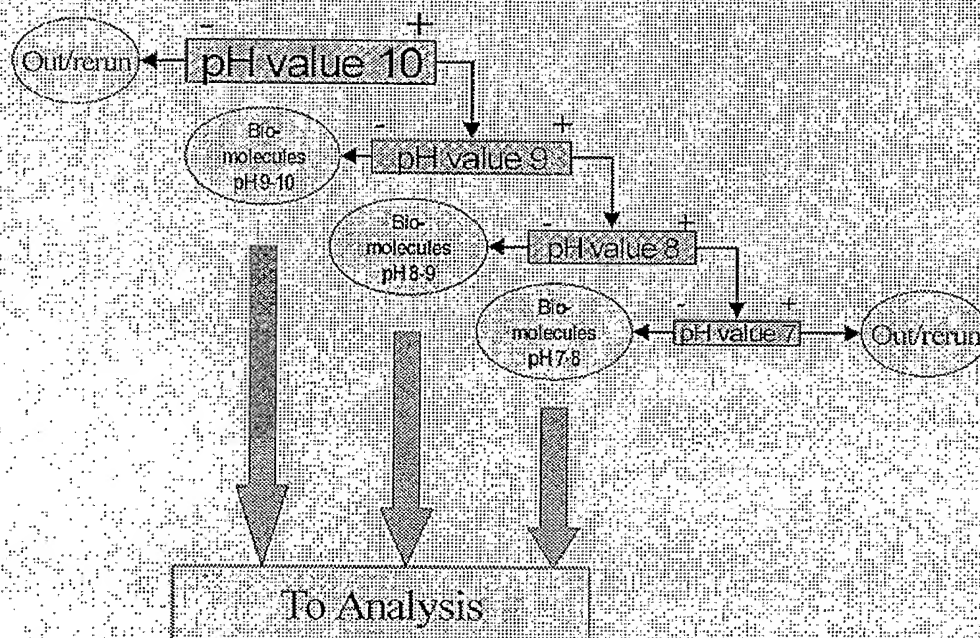 - +
Out/rerun
pH value 10
- +
Bio-
molecules
pH 9-10
pH value 9
- +
Bio-
molecules
pH 8-9
pH value 8
- +
Bio-
molecules
pH 7-8
pH value 7
Out/rerun
To Analysis